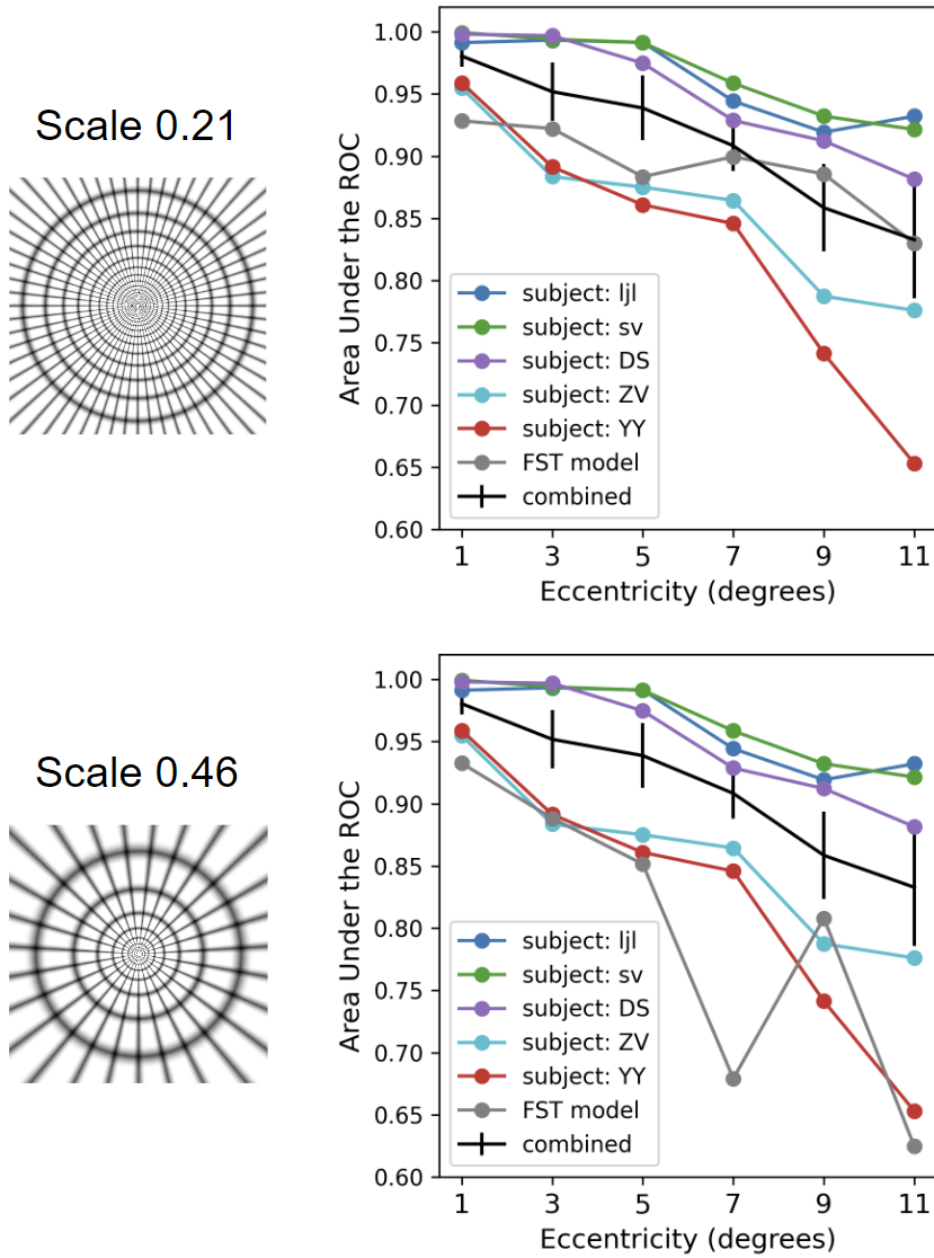 Scale 0.21
Area Under the ROC
1.00
0.95
0.90
0.85
0.80
0.75
0.70
0.65
0.60
subject: ljl
subject: sv
subject: DS
subject: ZV
subject: YY
FST model
combined
1 3 5 7 9 11
Eccentricity (degrees)
Scale 0.46
Area Under the ROC
1.00
0.95
0.90
0.85
0.80
0.75
0.70
0.65
0.60
subject: ljl
subject: sv
subject: DS
subject: ZV
subject: YY
FST model
combined
1 3 5 7 9 11
Eccentricity (degrees)